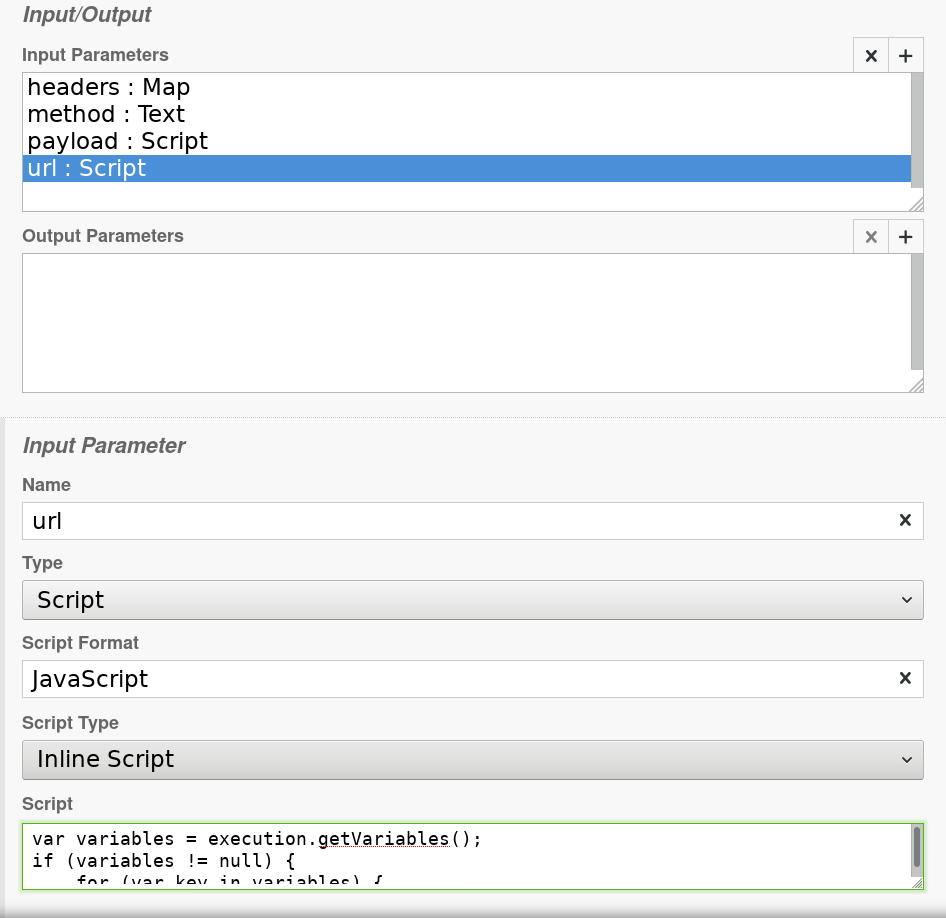 Input/Output
Input Parameters
headers : Map
method : Text
payload : Script
url : Script
Output Parameters
Input Parameter
Name
url
Type
Script
Script Format
JavaScript
Script Type
Inline Script
Script
var variables = execution.getVariables();
if (variables != null) {
    for (var key in variables) {